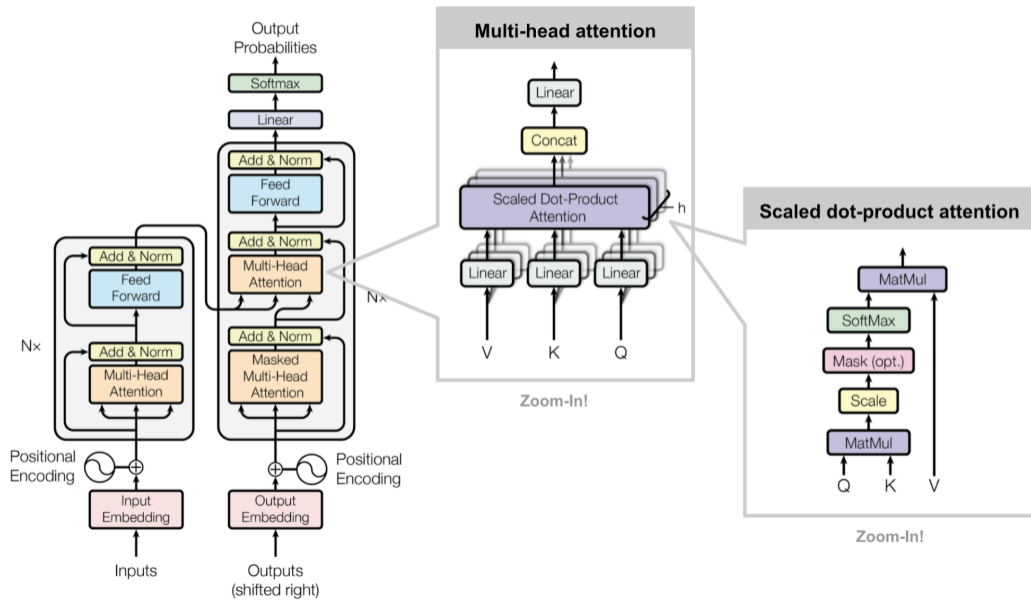 Output
Probabilities
Softmax
Linear
Add & Norm
Feed
Forward
Add & Norm
Multi-Head
Attention
Nx
Add & Norm
Masked
Multi-Head
Attention
Positional
Encoding
Output
Embedding
Outputs
(shifted right)
Add & Norm
Feed
Forward
Nx
Add & Norm
Multi-Head
Attention
Positional
Encoding
Input
Embedding
Inputs
Multi-head attention
Linear
Concat
Scaled Dot-Product
Attention
h
Linear
Linear
Linear
V
K
Q
Zoom-In!
Scaled dot-product attention
MatMul
SoftMax
Mask (opt.)
Scale
MatMul
Q
K
V
Zoom-In!